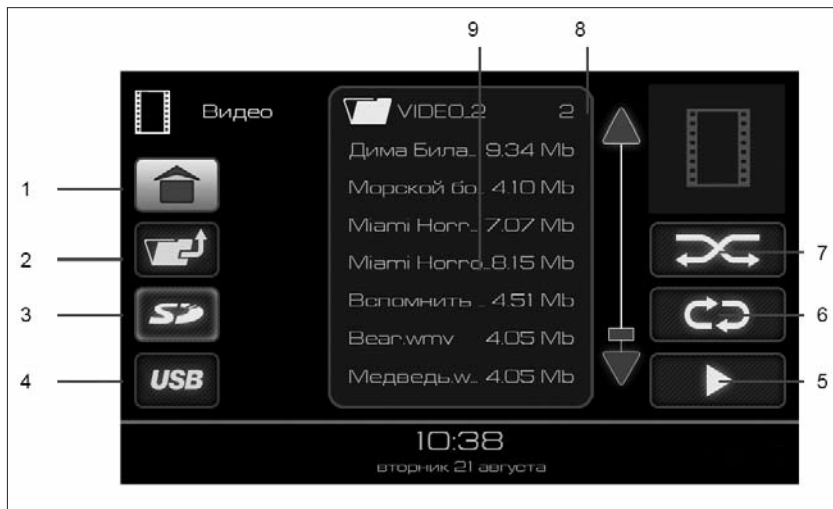 9 8
Видео
VIDEO.2 2
Дима Била.. 9.34 Mb
Морской бо.. 4.10 Mb
Miami Horr.. 7.07 Mb
Miami Horro..8.15 Mb
Вспомнить .. 4.51 Mb
Bear.wmv 4.05 Mb
Медведь.w.. 4.05 Mb
1
2
3 SD
4 USB
7
6
5
10:38
вторник 21 августа